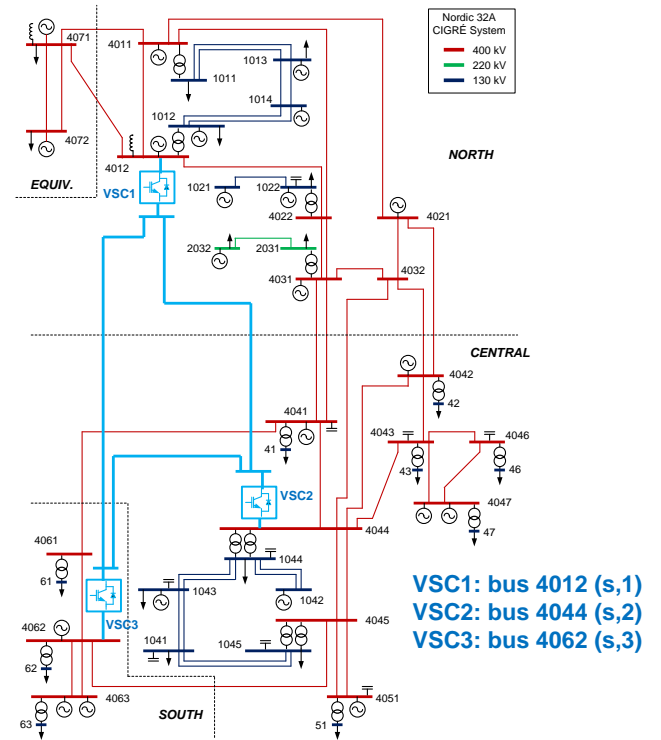 Nordic 32A
CIGRÉ System
400 kV
220 kV
130 kV
4071
4011
1013
1011
1014
1012
4072
4012
NORTH
EQUIV.
VSC1
1021
1022
4022
4021
2032
2031
4031
4032
CENTRAL
4042
42
4041
4043
4046
41
43
46
4047
47
VSC2
4044
4061
61
1044
1043
1042
VSC3
4062
62
1041
1045
4045
4063
63
SOUTH
4051
51
VSC1: bus 4012 (s,1)
VSC2: bus 4044 (s,2)
VSC3: bus 4062 (s,3)